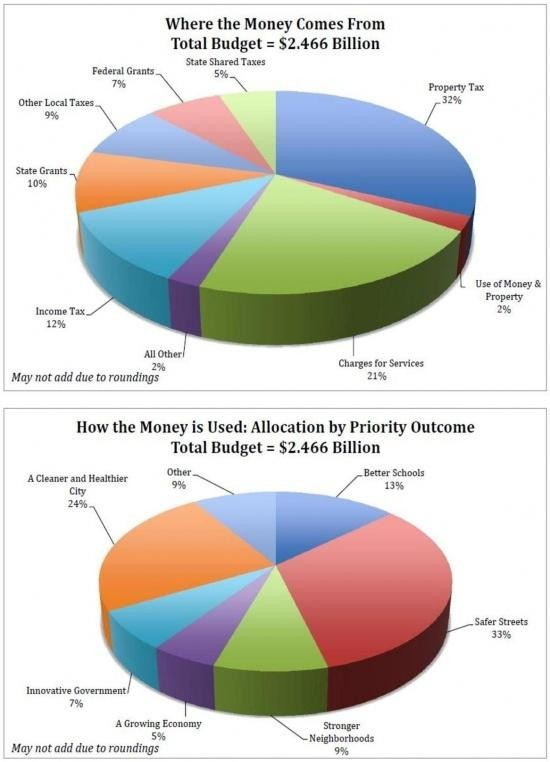 Where the Money Comes From
Total Budget = $2.466 Billion
State Shared Taxes
5%
Federal Grants
7%
Property Tax
32%
Other Local Taxes
9%
State Grants
10%
Use of Money &
Property
2%
Income Tax
12%
All Other
2%
Charges for Services
21%
May not add due to roundings
How the Money is Used: Allocation by Priority Outcome
Total Budget = $2.466 Billion
Other
9%
Better Schools
13%
A Cleaner and Healthier
City
24%
Safer Streets
33%
Innovative Government
7%
A Growing Economy
5%
Stronger
Neighborhoods
9%
May not add due to roundings